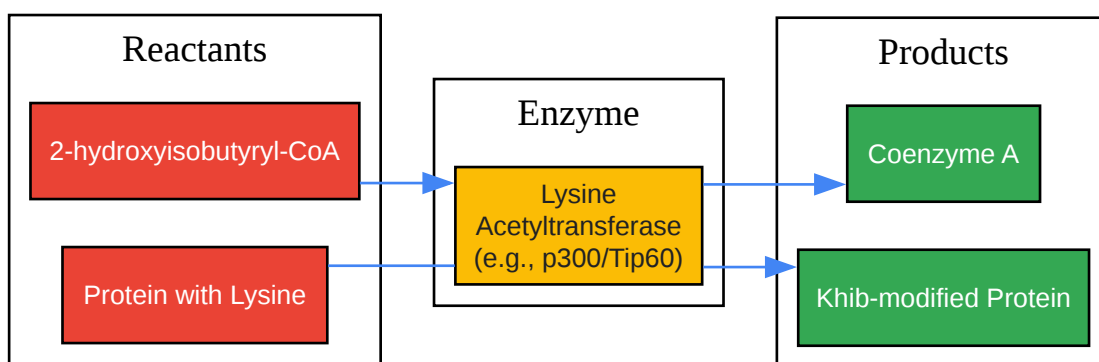 Reactants
2-hydroxyisobutyryl-CoA
Protein with Lysine
Enzyme
Lysine
Acetyltransferase
(e.g., p300/Tip60)
Products
Coenzyme A
Khib-modified Protein